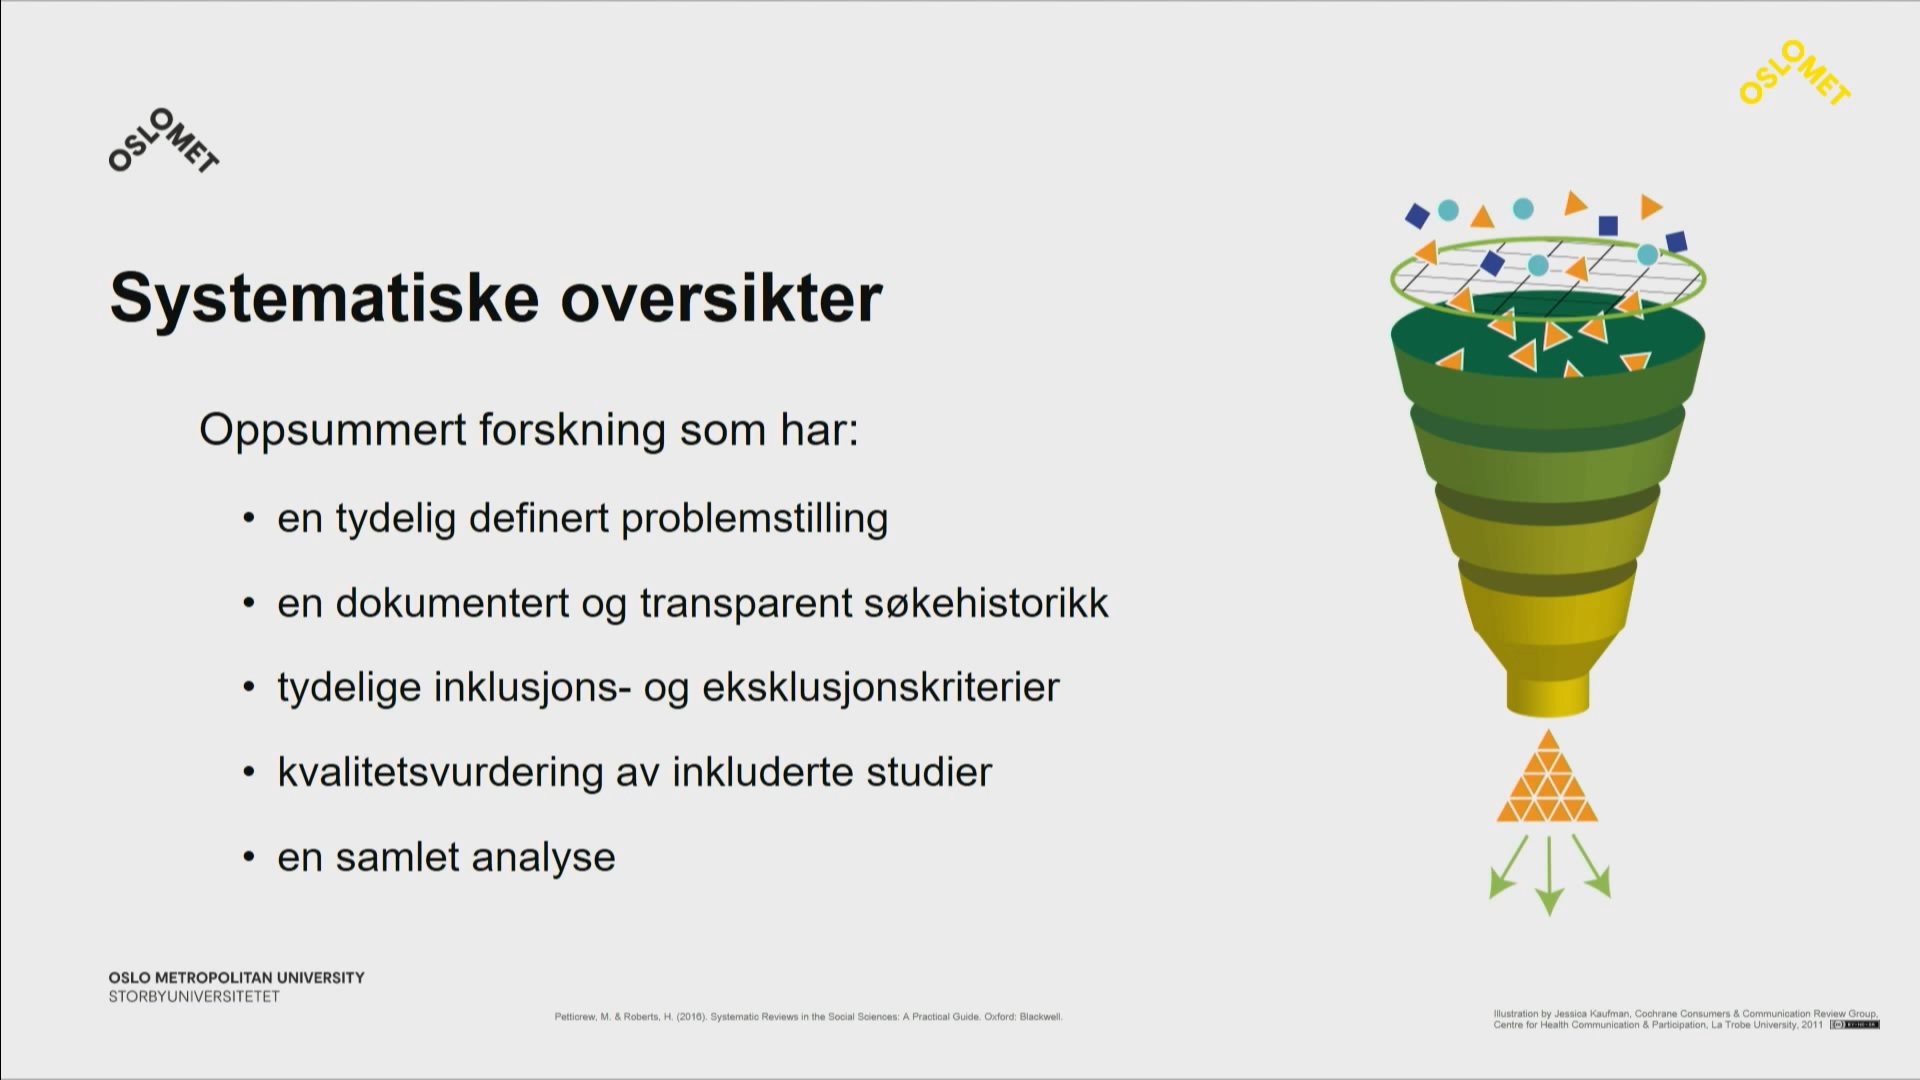 OSLOMET
OSLOMET
Systematiske oversikter
Oppsummert forskning som har:
• en tydelig definert problemstilling
• en dokumentert og transparent søkehistorikk
• tydelige inklusjons- og eksklusjonskriterier
• kvalitetsvurdering av inkluderte studier
• en samlet analyse
OSLO METROPOLITAN UNIVERSITY
STORBYUNIVERSITETET
Petticrew, M. & Roberts, H. (2016). Systematic Reviews in the Social Sciences: A Practical Guide. Oxford: Blackwell.
Illustration by Jessica Kaufman, Cochrane Consumers & Communication Review Group,
Centre for Health Communication & Participation, La Trobe University, 2011